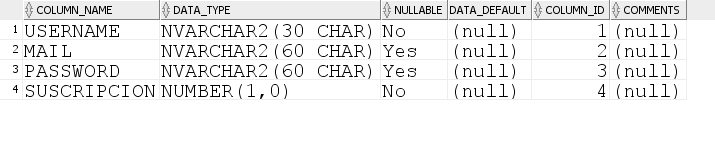 COLUMN_NAME DATA_TYPE NULLABLE DATA_DEFAULT COLUMN_ID COMMENTS
1 USERNAME NVARCHAR2(30 CHAR) No (null) 1 (null)
2 MAIL NVARCHAR2(60 CHAR) Yes (null) 2 (null)
3 PASSWORD NVARCHAR2(60 CHAR) Yes (null) 3 (null)
4 SUSCRIPCION NUMBER(1,0) No (null) 4 (null)